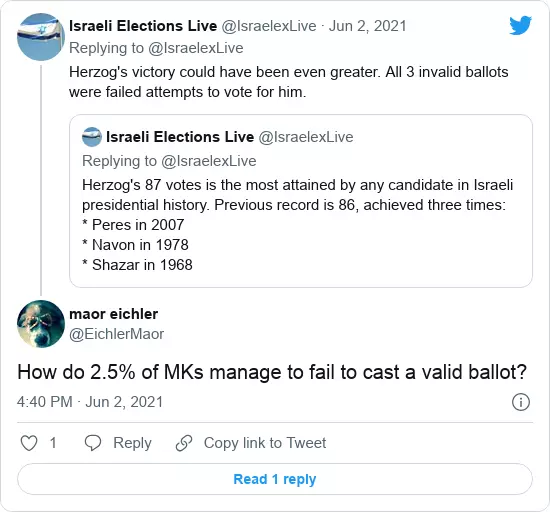 Israeli Elections Live @IsraelexLive · Jun 2, 2021
Replying to @IsraelexLive
Herzog's victory could have been even greater. All 3 invalid ballots
were failed attempts to vote for him.
Israeli Elections Live @IsraelexLive
Replying to @IsraelexLive
Herzog's 87 votes is the most attained by any candidate in Israeli
presidential history. Previous record is 86, achieved three times:
* Peres in 2007
* Navon in 1978
* Shazar in 1968
maor eichler
@EichlerMaor
How do 2.5% of MKs manage to fail to cast a valid ballot?
4:40 PM · Jun 2, 2021
1 Reply Copy link to Tweet
Read 1 reply